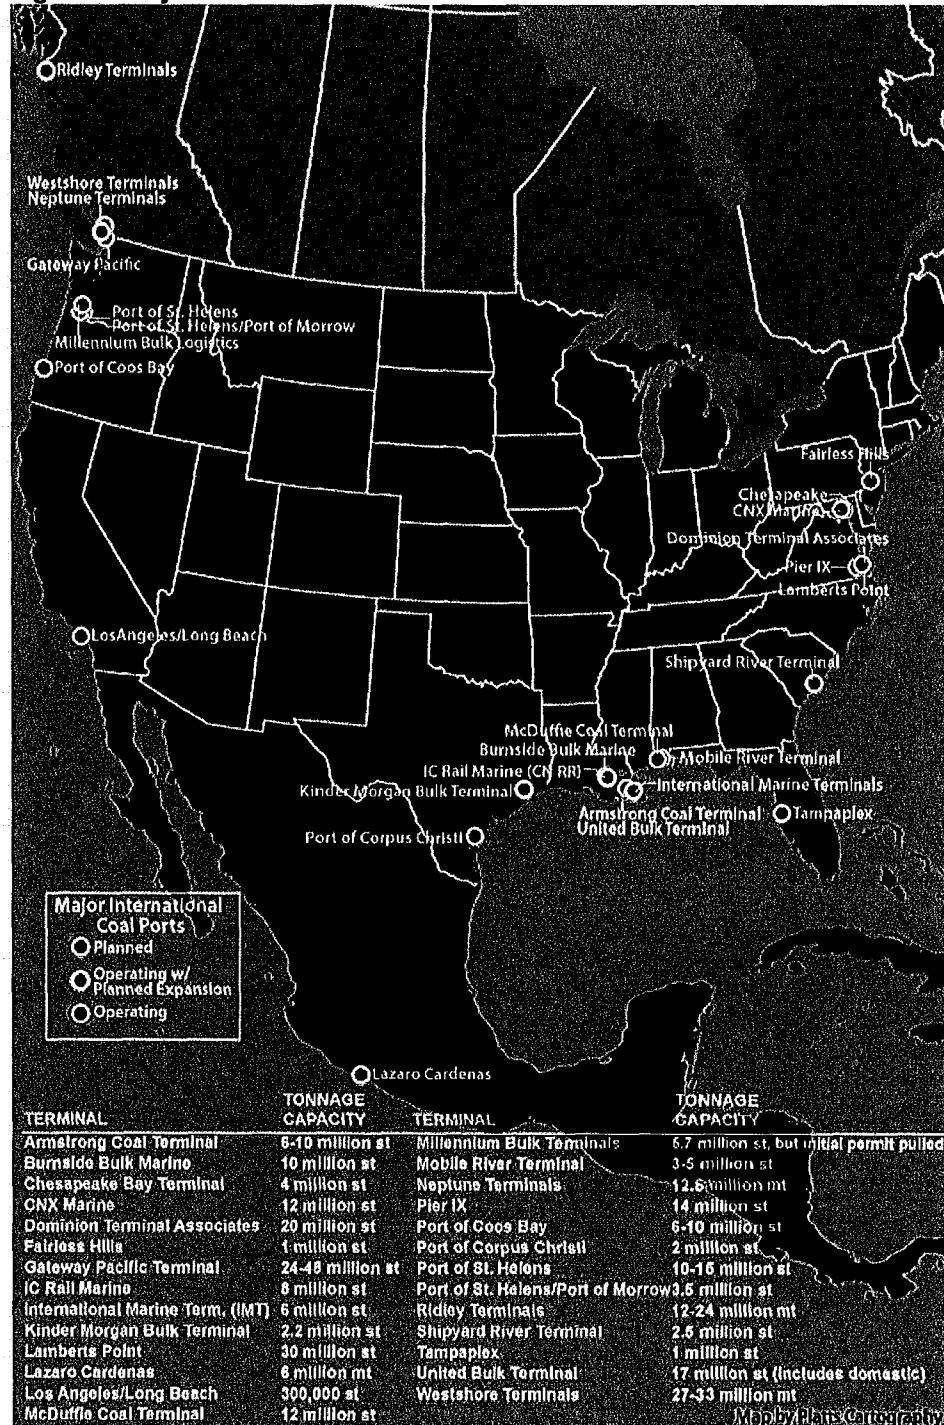 Ridley Terminals
Westshore Terminals
Neptune Terminals
Gateway Pacific
Port of St. Helens
Port of St. Helens/Port of Morrow
Millennium Bulk Logistics
Port of Coos Bay
Fairless Hills
Chesapeake
CNX Marine
Dominion Terminal Associates
Pier IX
Lamberts Point
LosAngeles/Long Beach
Shipyard River Terminal
McDuffie Coal Terminal
Burnside Bulk Marine
Mobile River Terminal
IC Rail Marine (CN RR)
International Marine Terminals
Kinder Morgan Bulk Terminal
Armstrong Coal Terminal
United Bulk Terminal
Tampaplex
Port of Corpus Christi
Major International
Coal Ports
Planned
Operating w/
Planned Expansion
Operating
Lazaro Cardenas
TERMINAL TONNAGE CAPACITY TERMINAL TONNAGE CAPACITY
Armstrong Coal Terminal 6-10 million st Millennium Bulk Terminals 5.7 million st, but initial permit pulled
Burnside Bulk Marine 10 million st Mobile River Terminal 3-5 million st
Chesapeake Bay Terminal 4 million st Neptune Terminals 12.6 million mt
CNX Marine 12 million st Pier IX 14 million st
Dominion Terminal Associates 20 million st Port of Coos Bay 6-10 million st
Fairless Hills 1 million st Port of Corpus Christi 2 million st
Gateway Pacific Terminal 24-48 million st Port of St. Helens 10-15 million st
IC Rail Marine 8 million st Port of St. Helens/Port of Morrow 3.5 million st
International Marine Term. (IMT) 6 million st Ridley Terminals 12-24 million mt
Kinder Morgan Bulk Terminal 2.2 million st Shipyard River Terminal 2.5 million st
Lamberts Point 30 million st Tampaplex 1 million st
Lazaro Cardenas 6 million mt United Bulk Terminal 17 million st (includes domestic)
Los Angeles/Long Beach 300,000 st Westshore Terminals 27-33 million mt
McDuffie Coal Terminal 12 million st
Map by Platts Cartography